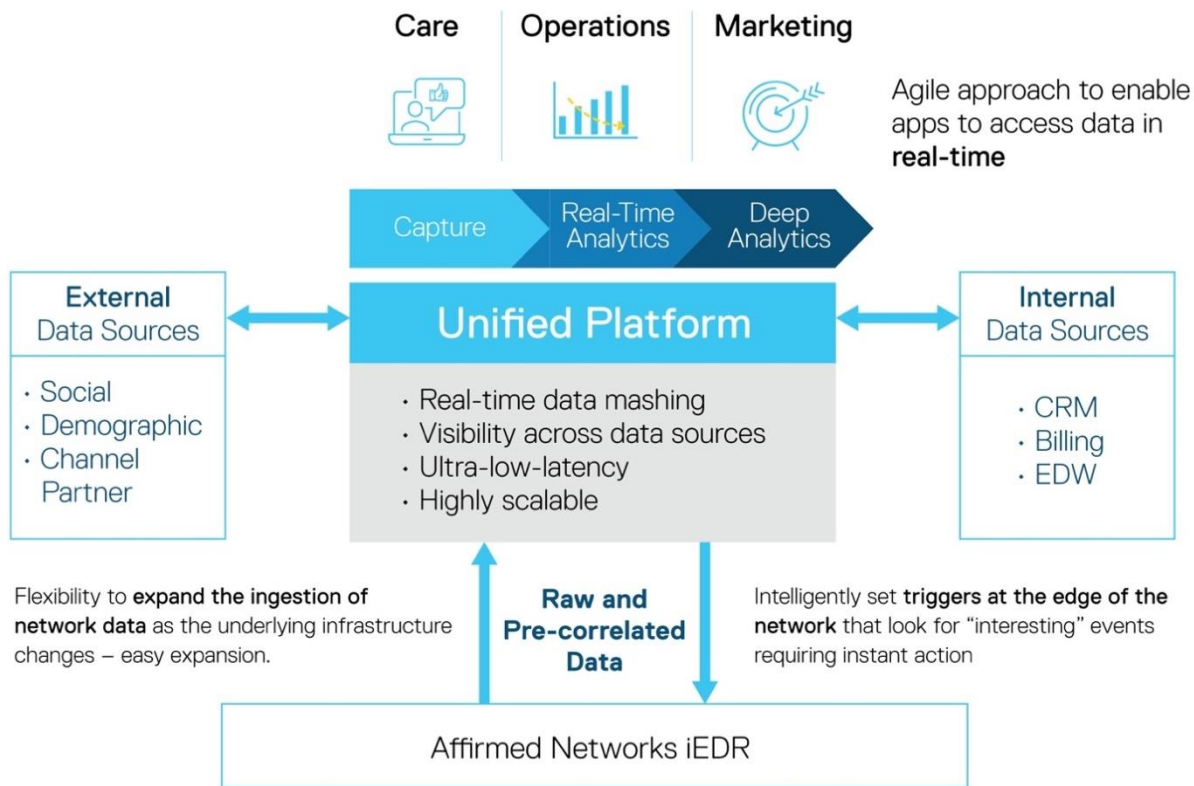 Care
Operations
Marketing
Agile approach to enable
apps to access data in
real-time
Capture
Real-Time
Analytics
Deep
Analytics
External
Data Sources
· Social
· Demographic
· Channel
Partner
Unified Platform
· Real-time data mashing
· Visibility across data sources
· Ultra-low-latency
· Highly scalable
Internal
Data Sources
· CRM
· Billing
· EDW
Flexibility to expand the ingestion of
network data as the underlying infrastructure
changes – easy expansion.
Raw and
Pre-correlated
Data
Intelligently set triggers at the edge of the
network that look for “interesting” events
requiring instant action
Affirmed Networks iEDR